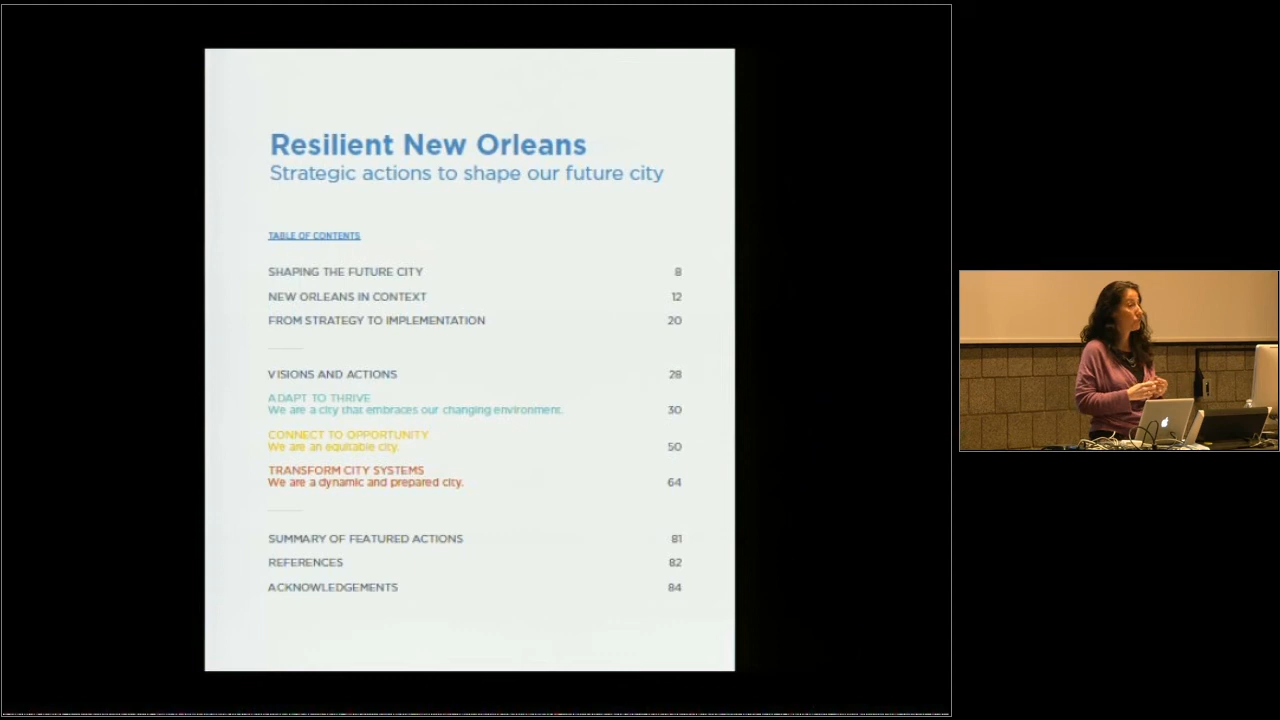 Resilient New Orleans
Strategic actions to shape our future city
TABLE OF CONTENTS
SHAPING THE FUTURE CITY 8
NEW ORLEANS IN CONTEXT 12
FROM STRATEGY TO IMPLEMENTATION 20
VISIONS AND ACTIONS 28
ADAPT TO THRIVE
We are a city that embraces our changing environment. 30
CONNECT TO OPPORTUNITY
We are an equitable city. 50
TRANSFORM CITY SYSTEMS
We are a dynamic and prepared city. 64
SUMMARY OF FEATURED ACTIONS 81
REFERENCES 82
ACKNOWLEDGEMENTS 84